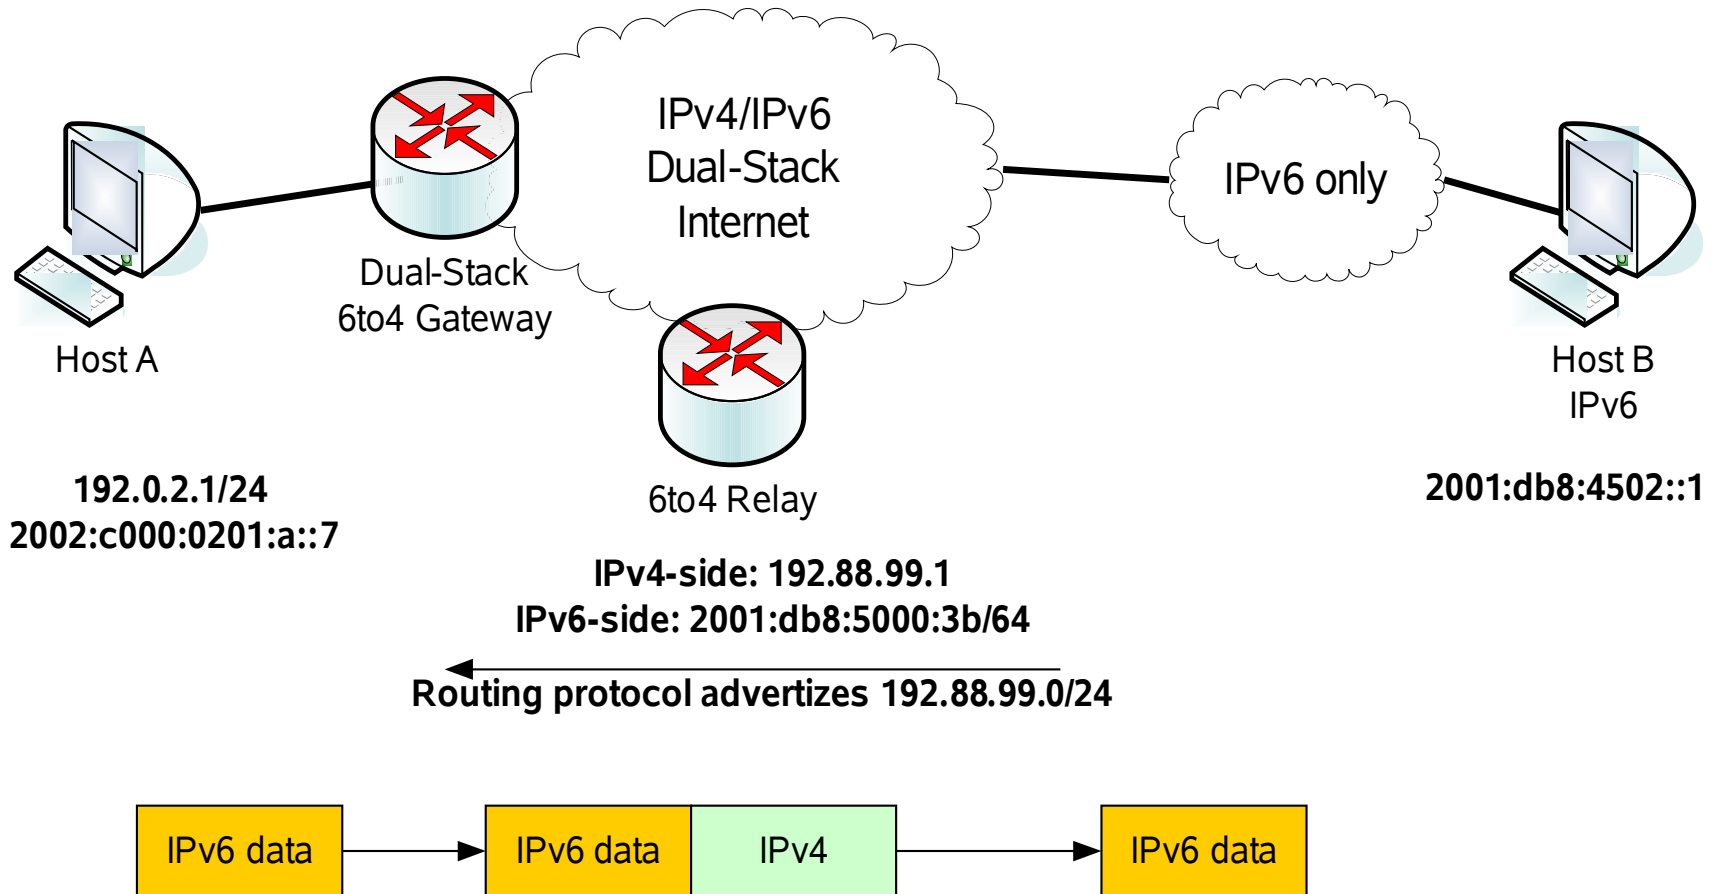 IPv4/IPv6
Dual-Stack
Internet
IPv6 only
Dual-Stack
6to4 Gateway
Host A
Host B
IPv6
6to4 Relay
192.0.2.1/24
2002:c000:0201:a::7
2001:db8:4502::1
IPv4-side: 192.88.99.1
IPv6-side: 2001:db8:5000:3b/64
Routing protocol advertizes 192.88.99.0/24
IPv6 data
IPv6 data
IPv4
IPv6 data